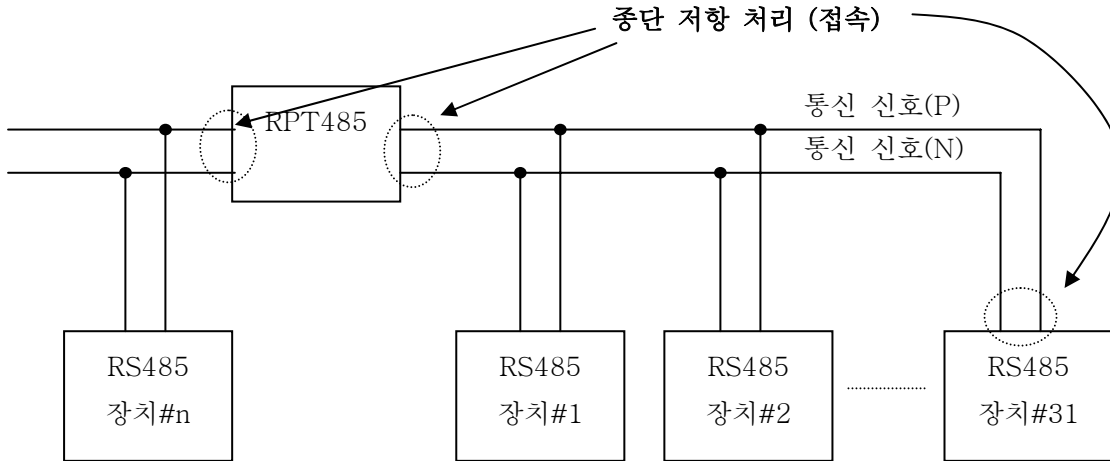 종단 저항 처리 (접속)
RPT485
통신 신호(P)
통신 신호(N)
RS485
장치#n
RS485
장치#1
RS485
장치#2
RS485
장치#31